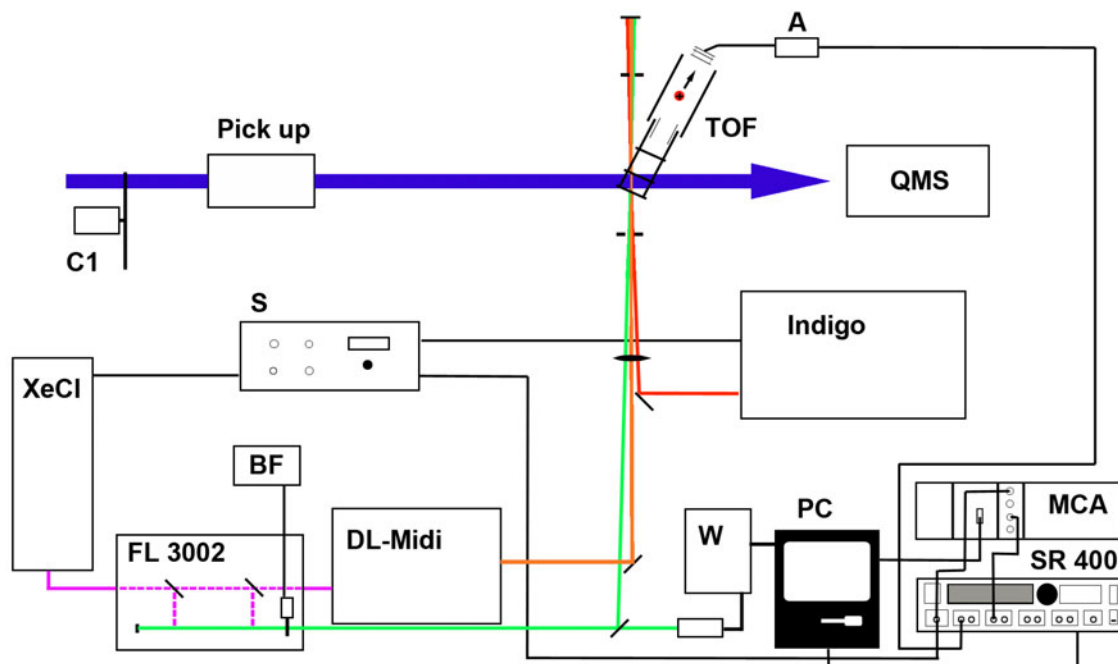 A
TOF
Pick up
QMS
C1
S
Indigo
XeCl
BF
PC
W
MCA
FL 3002
DL-Midi
SR 400